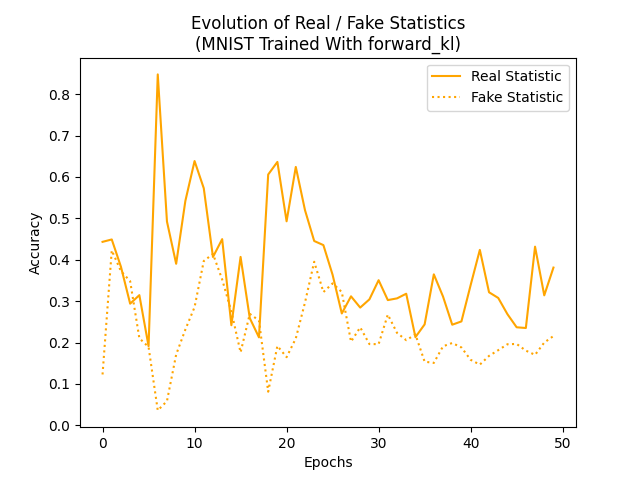 Evolution of Real / Fake Statistics
(MNIST Trained With forward_kl)
Real Statistic
Fake Statistic
Accuracy
0.8
0.7
0.6
0.5
0.4
0.3
0.2
0.1
0.0
0 10 20 30 40 50
Epochs